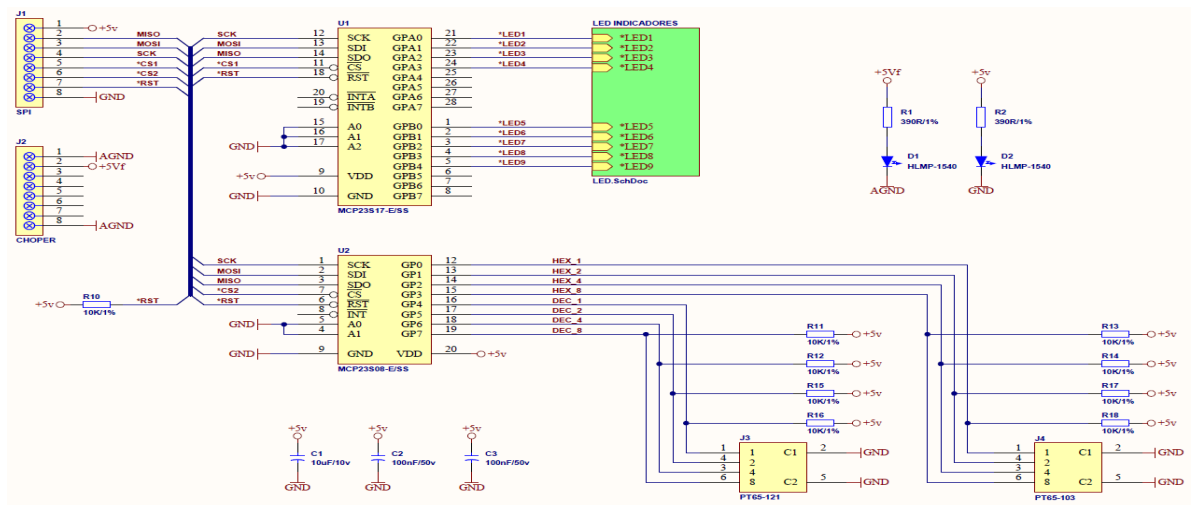 J1
1 +5v
2 MISO
3 MOSI
4 SCK
5 *CS1
6 *CS2
7 *RST
8 GND
SPI
J2
1 AGND
2 +5Vf
3
4
5
6
7
8 AGND
CHOPER
U1
SCK 12 SCK GPA0 21 *LED1
MOSI 13 SDI GPA1 22 *LED2
MISO 14 SDO GPA2 23 *LED3
*CS1 11 CS GPA3 24 *LED4
*RST 18 RST GPA4 25
GPA5 26
20 INTA GPA6 27
19 INTB GPA7 28
15 A0 GPB0 1 *LED5
16 A1 GPB1 2 *LED6
GND 17 A2 GPB2 3 *LED7
GPB3 4 *LED8
GPB4 5 *LED9
+5v 9 VDD GPB5 6
GPB6 7
GND 10 GND GPB7 8
MCP23S17-E/SS
LED INDICADORES
*LED1
*LED2
*LED3
*LED4
*LED5
*LED6
*LED7
*LED8
*LED9
LED.SchDoc
+5Vf
R1
390R/1%
D1
HLMP-1540
AGND
+5v
R2
390R/1%
D2
HLMP-1540
GND
U2
SCK 1 SCK GP0 12 HEX_1
MOSI 2 SDI GP1 13 HEX_2
MISO 3 SDO GP2 14 HEX_4
*CS2 7 CS GP3 15 HEX_8
*RST 6 RST GP4 16 DEC_1
8 INT GP5 17 DEC_2
GND 5 A0 GP6 18 DEC_4
4 A1 GP7 19 DEC_8
GND 9 GND VDD 20 +5v
MCP23S08-E/SS
+5v R10 *RST
10K/1%
R11 +5v
10K/1%
R12 +5v
10K/1%
R15 +5v
10K/1%
R16 +5v
10K/1%
R13 +5v
10K/1%
R14 +5v
10K/1%
R17 +5v
10K/1%
R18 +5v
10K/1%
+5v
C1
10uF/10v
GND
+5v
C2
100nF/50v
GND
+5v
C3
100nF/50v
GND
J3
1 1 C1 2 GND
4 2
3 4
6 8 C2 5 GND
PT65-121
J4
1 1 C1 2 GND
4 2
3 4
6 8 C2 5 GND
PT65-103